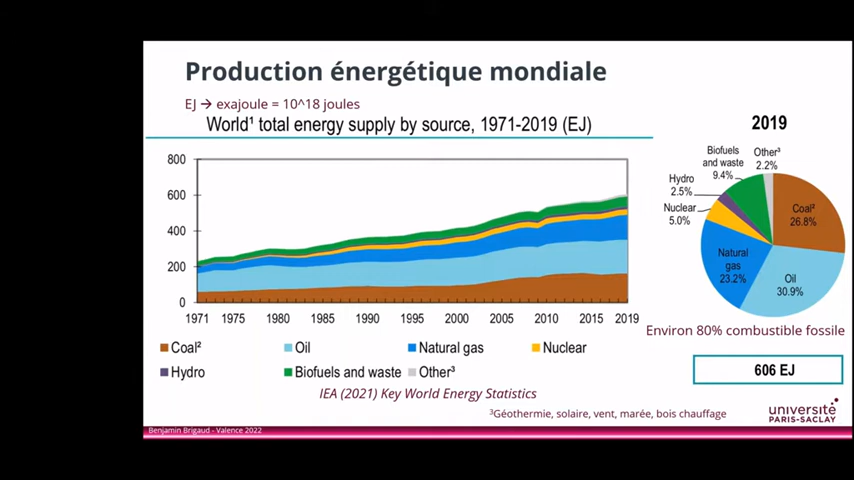 Production énergétique mondiale
EJ → exajoule = 10^18 joules
World¹ total energy supply by source, 1971-2019 (EJ)
800
600
400
200
0
1971 1975 1980 1985 1990 1995 2000 2005 2010 2015 2019
Coal² Oil Natural gas Nuclear
Hydro Biofuels and waste Other³
IEA (2021) Key World Energy Statistics
2019
Biofuels
and waste
9.4%
Other³
2.2%
Hydro
2.5%
Nuclear
5.0%
Coal²
26.8%
Natural
gas
23.2%
Oil
30.9%
Environ 80% combustible fossile
606 EJ
³Géothermie, solaire, vent, marée, bois chauffage
université
PARIS-SACLAY
Benjamin Brigaud - Valence 2022